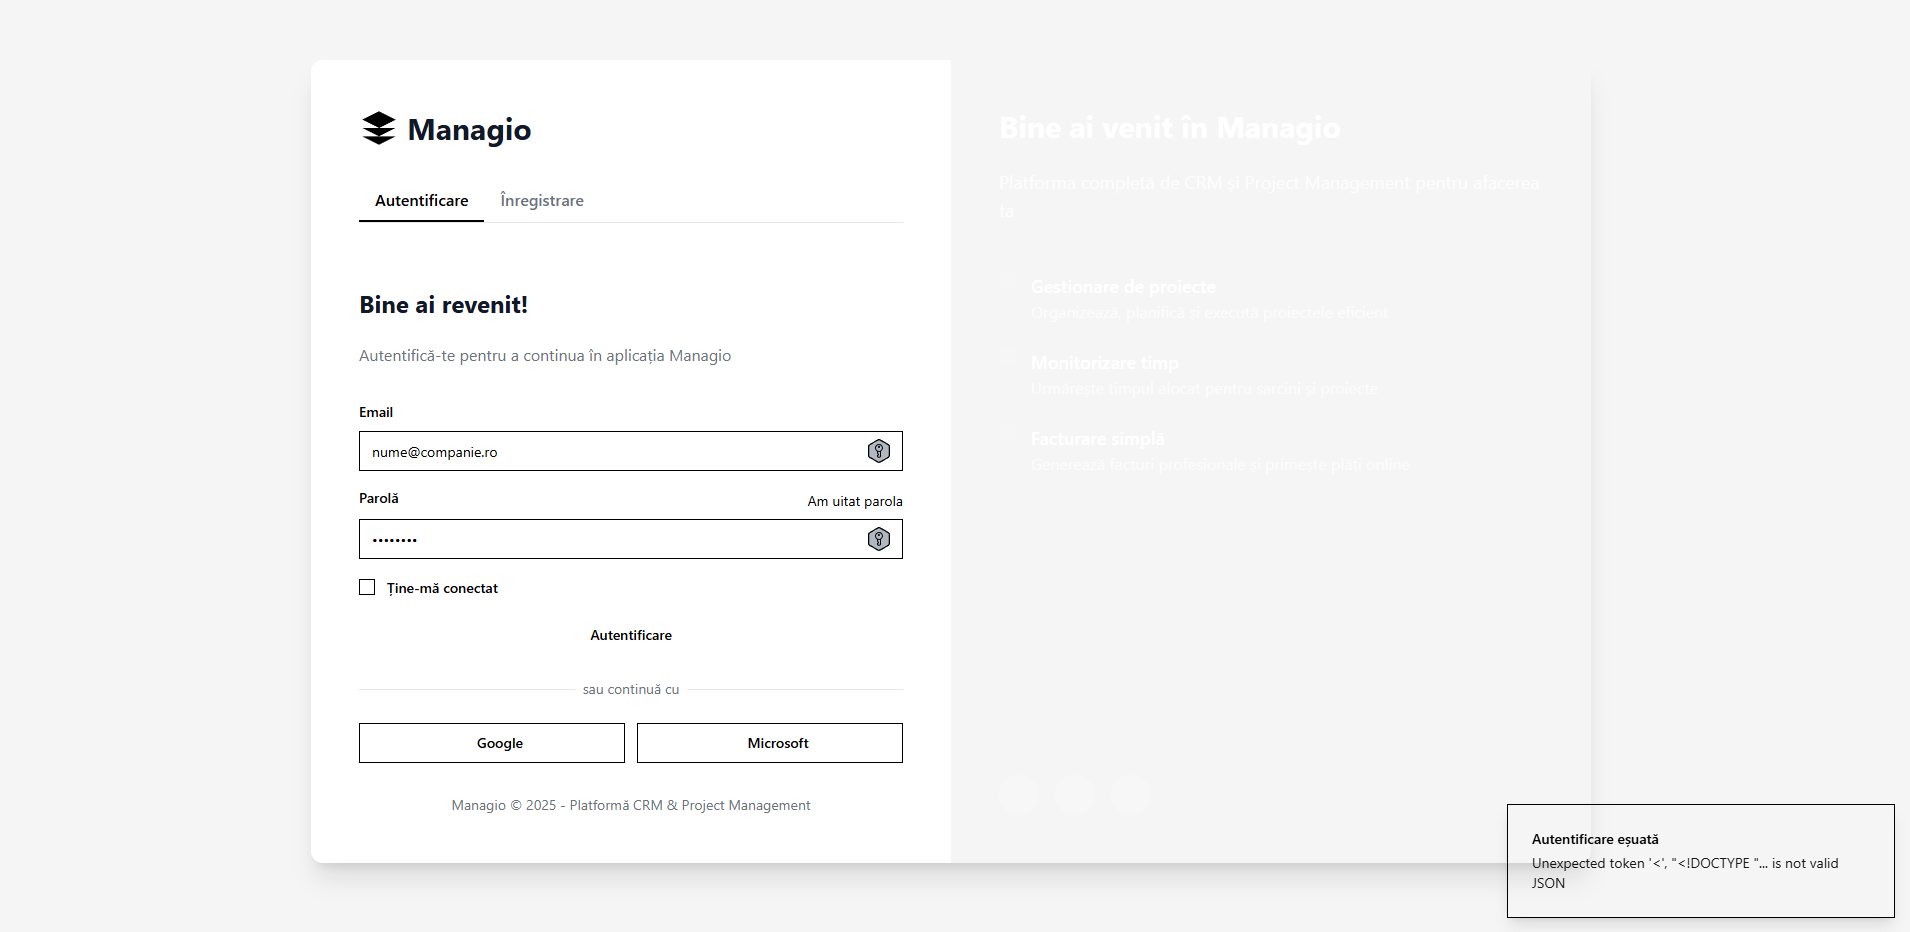 Managio
Autentificare
Înregistrare
Bine ai revenit!
Autentifică-te pentru a continua în aplicația Managio
Email
nume@companie.ro
Parolă
Am uitat parola
••••••••
Ține-mă conectat
Autentificare
sau continuă cu
Google
Microsoft
Managio © 2025 - Platformă CRM & Project Management
Bine ai venit în Managio
Platforma completă de CRM și Project Management pentru afacerea
ta
Gestionare de proiecte
Organizează, planifică și execută proiectele eficient
Monitorizare timp
Urmărește timpul alocat pentru sarcini și proiecte
Facturare simplă
Generează facturi profesionale și primește plăți online
Autentificare eșuată
Unexpected token '<', "<!DOCTYPE "... is not valid
JSON